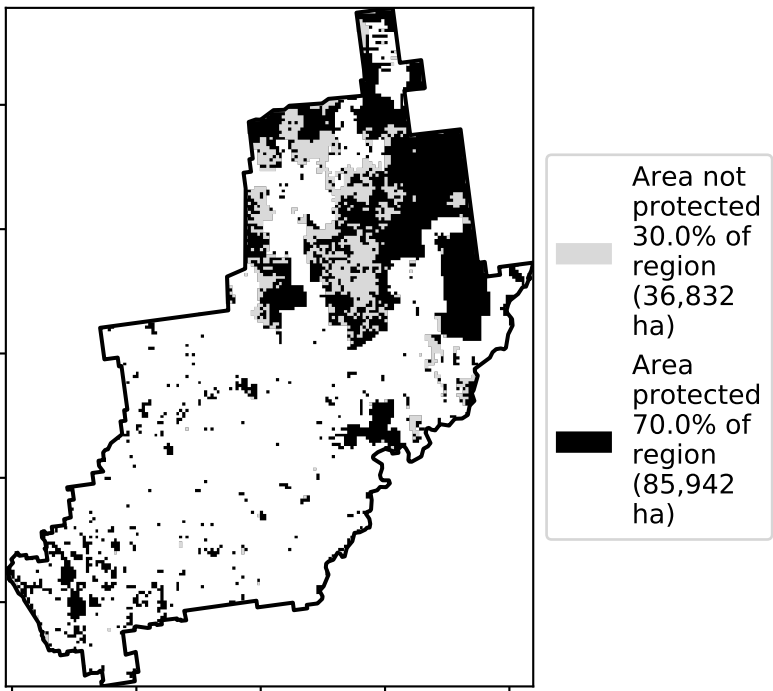 Area not
protected
30.0% of
region
(36,832
ha)
Area
protected
70.0% of
region
(85,942
ha)